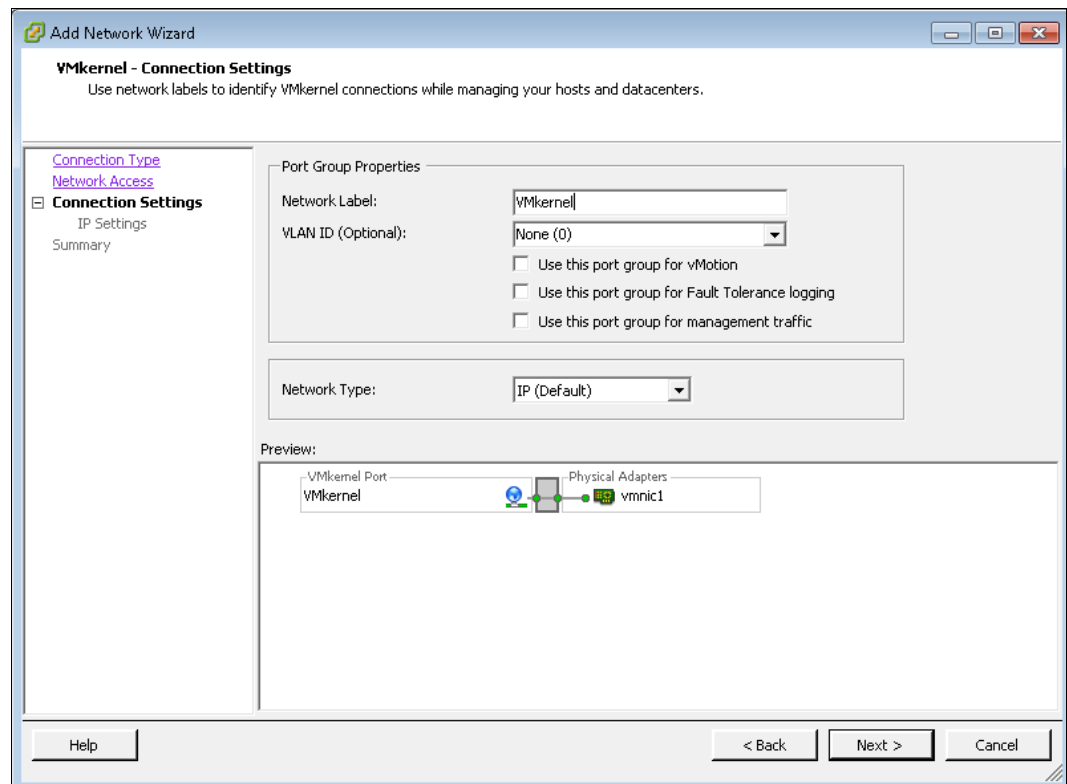 Add Network Wizard
VMkernel - Connection Settings
Use network labels to identify VMkernel connections while managing your hosts and datacenters.
Connection Type
Network Access
Connection Settings
IP Settings
Summary
Port Group Properties
Network Label:
VMkernel
VLAN ID (Optional):
None (0)
Use this port group for vMotion
Use this port group for Fault Tolerance logging
Use this port group for management traffic
Network Type:
IP (Default)
Preview:
VMkernel Port
VMkernel
Physical Adapters
vmnic1
Help
< Back
Next >
Cancel